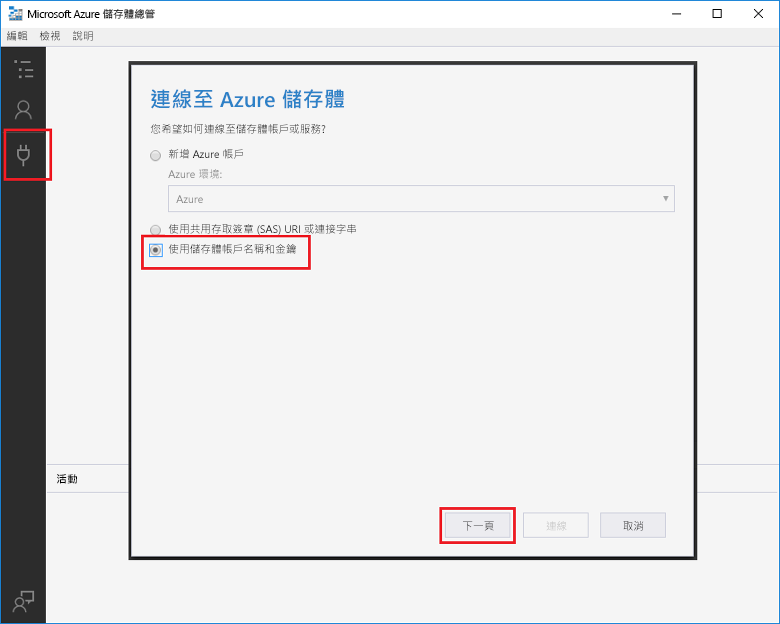 Microsoft Azure 儲存體總管
編輯 檢視 說明
連線至 Azure 儲存體
您希望如何連線至儲存體帳戶或服務?
新增 Azure 帳戶
Azure 環境:
Azure
使用共用存取簽章 (SAS) URI 或連接字串
使用儲存體帳戶名稱和金鑰
活動
下一頁 連線 取消